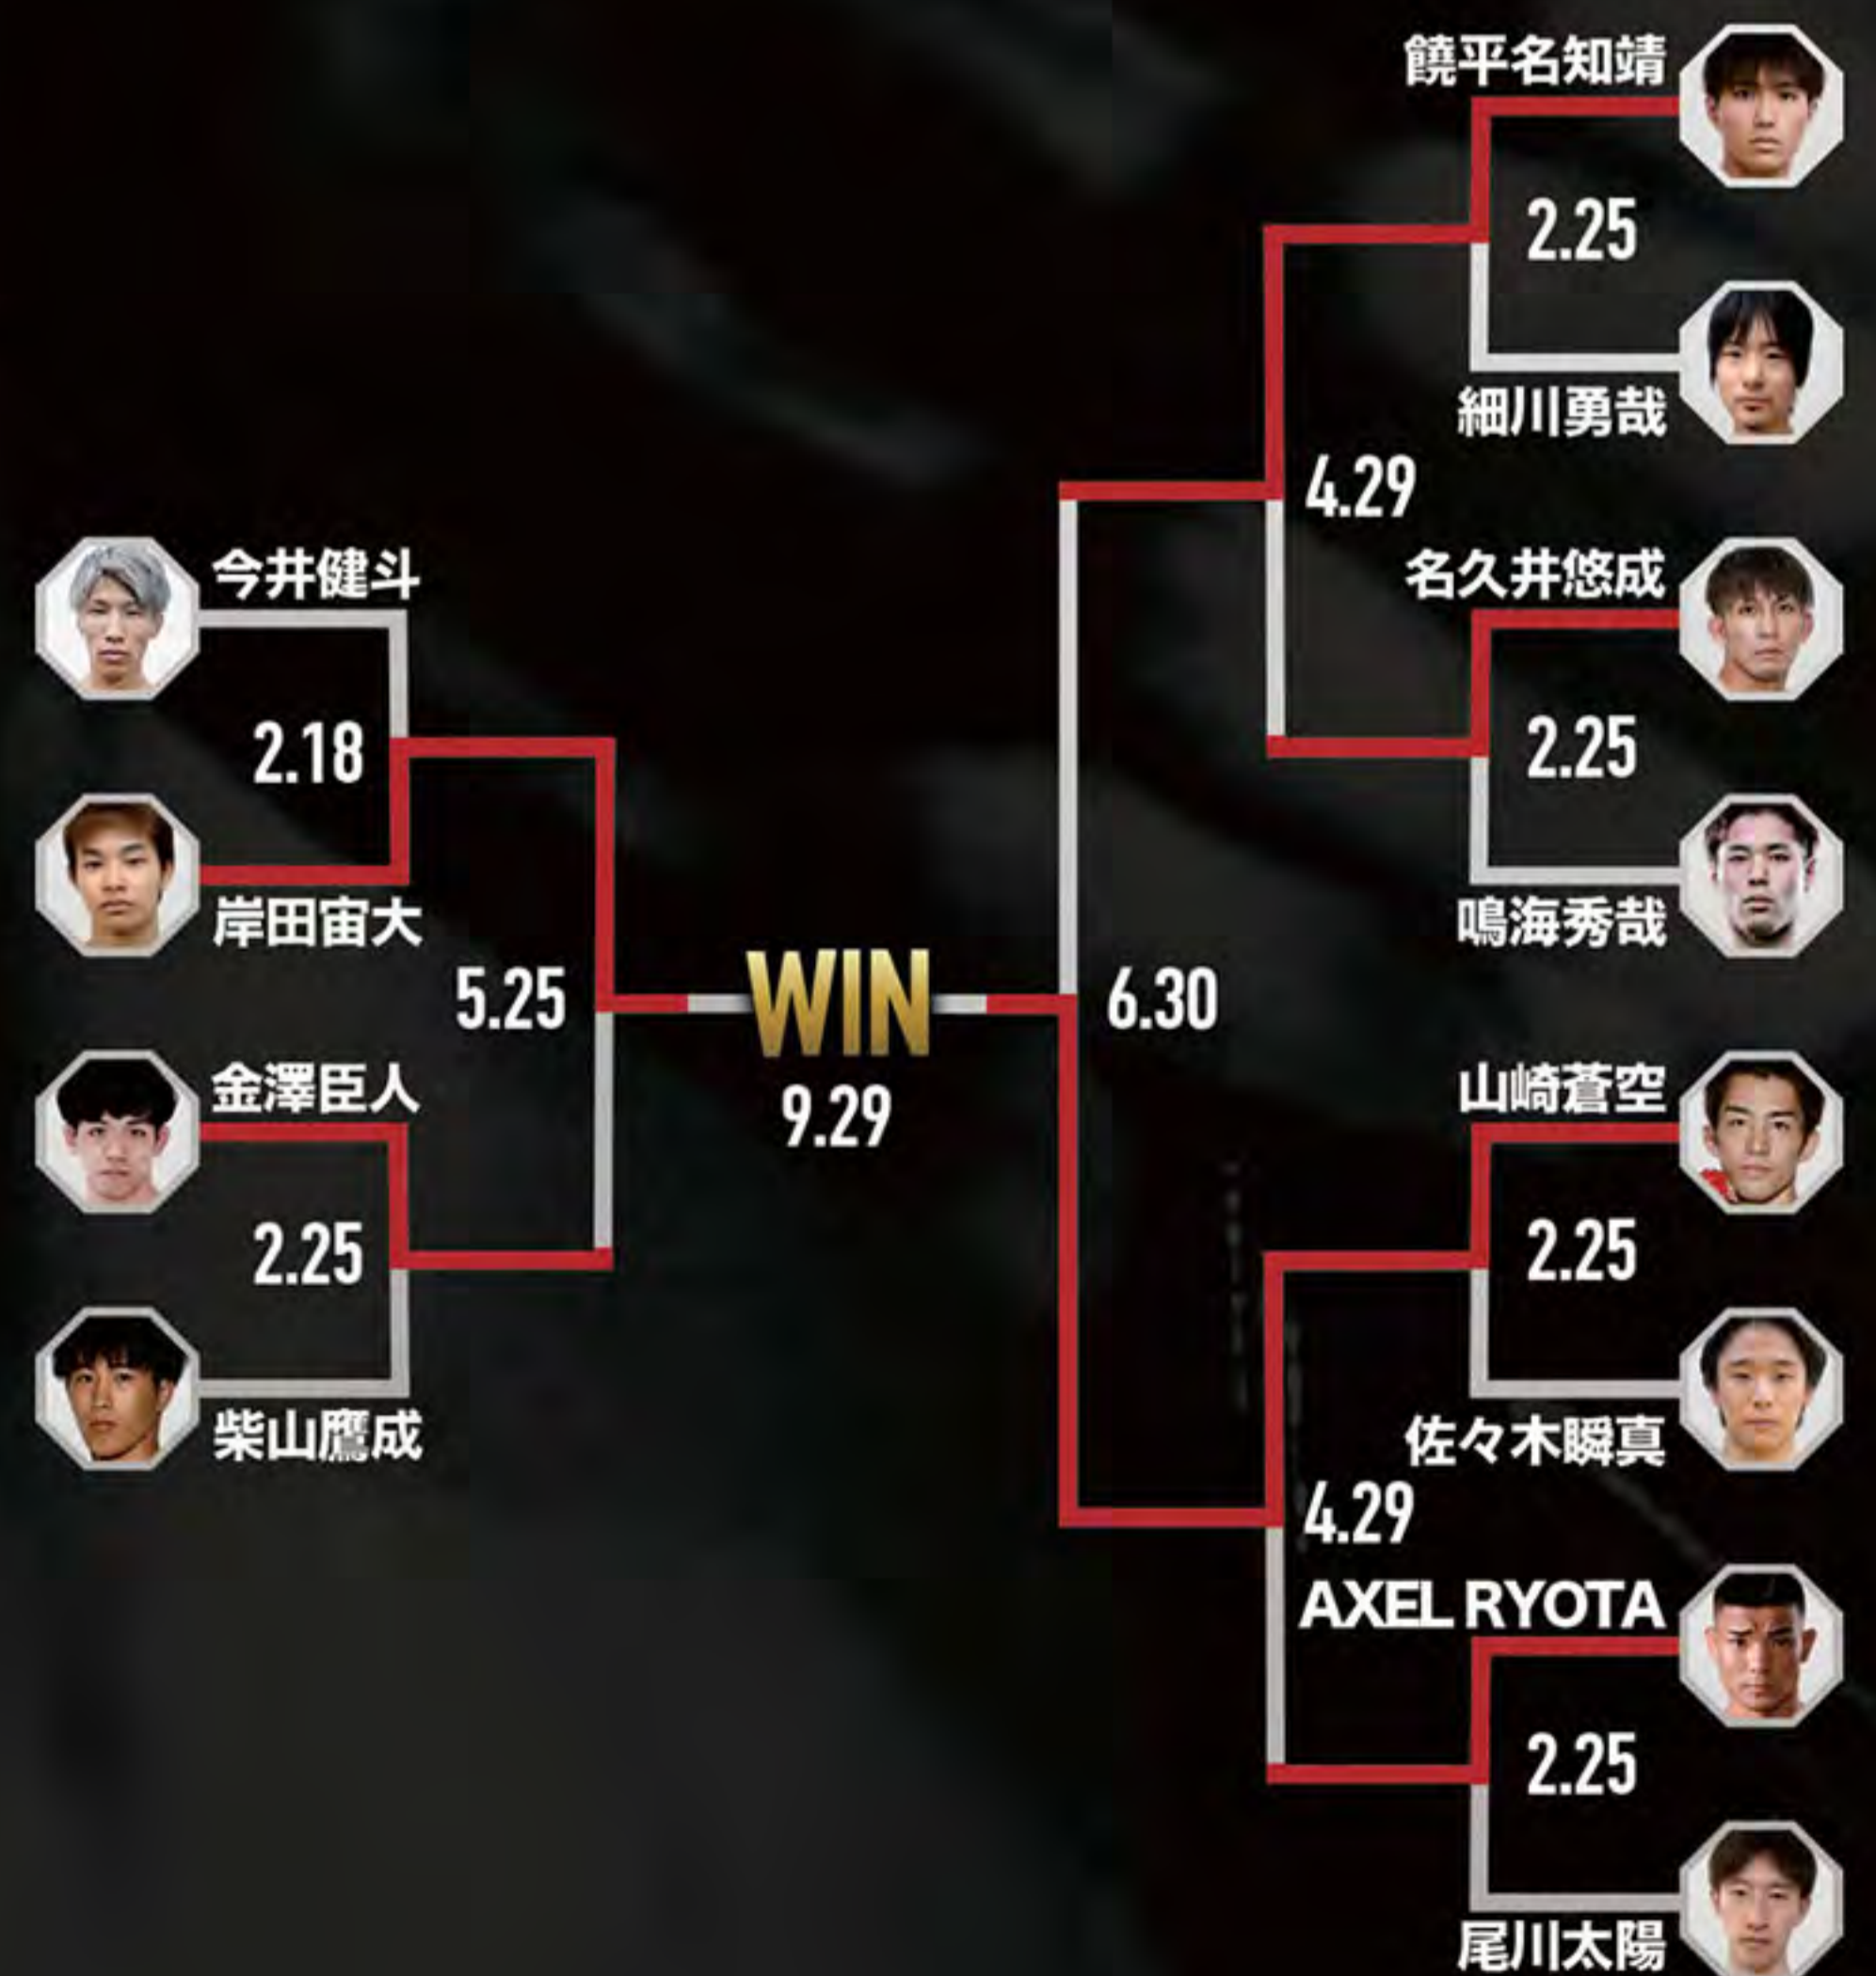 今井健斗
2.18
岸田宙大
5.25
金澤臣人
2.25
柴山鷹成
WIN
9.29
饒平名知靖
2.25
細川勇哉
4.29
名久井悠成
2.25
鳴海秀哉
6.30
山崎蒼空
2.25
佐々木瞬真
4.29
AXEL RYOTA
2.25
尾川太陽